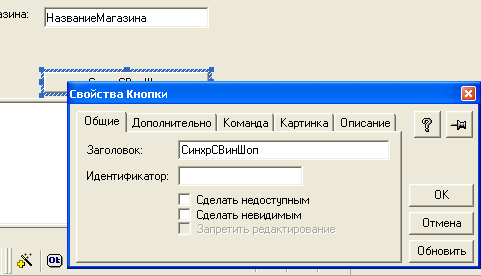 азина: НазваниеМагазина
Свойства Кнопки
Общие Дополнительно Команда Картинка Описание
Заголовок: СинхрСВинШоп
Идентификатор:
Сделать недоступным
Сделать невидимым
Запретить редактирование
OK
Отмена
Обновить